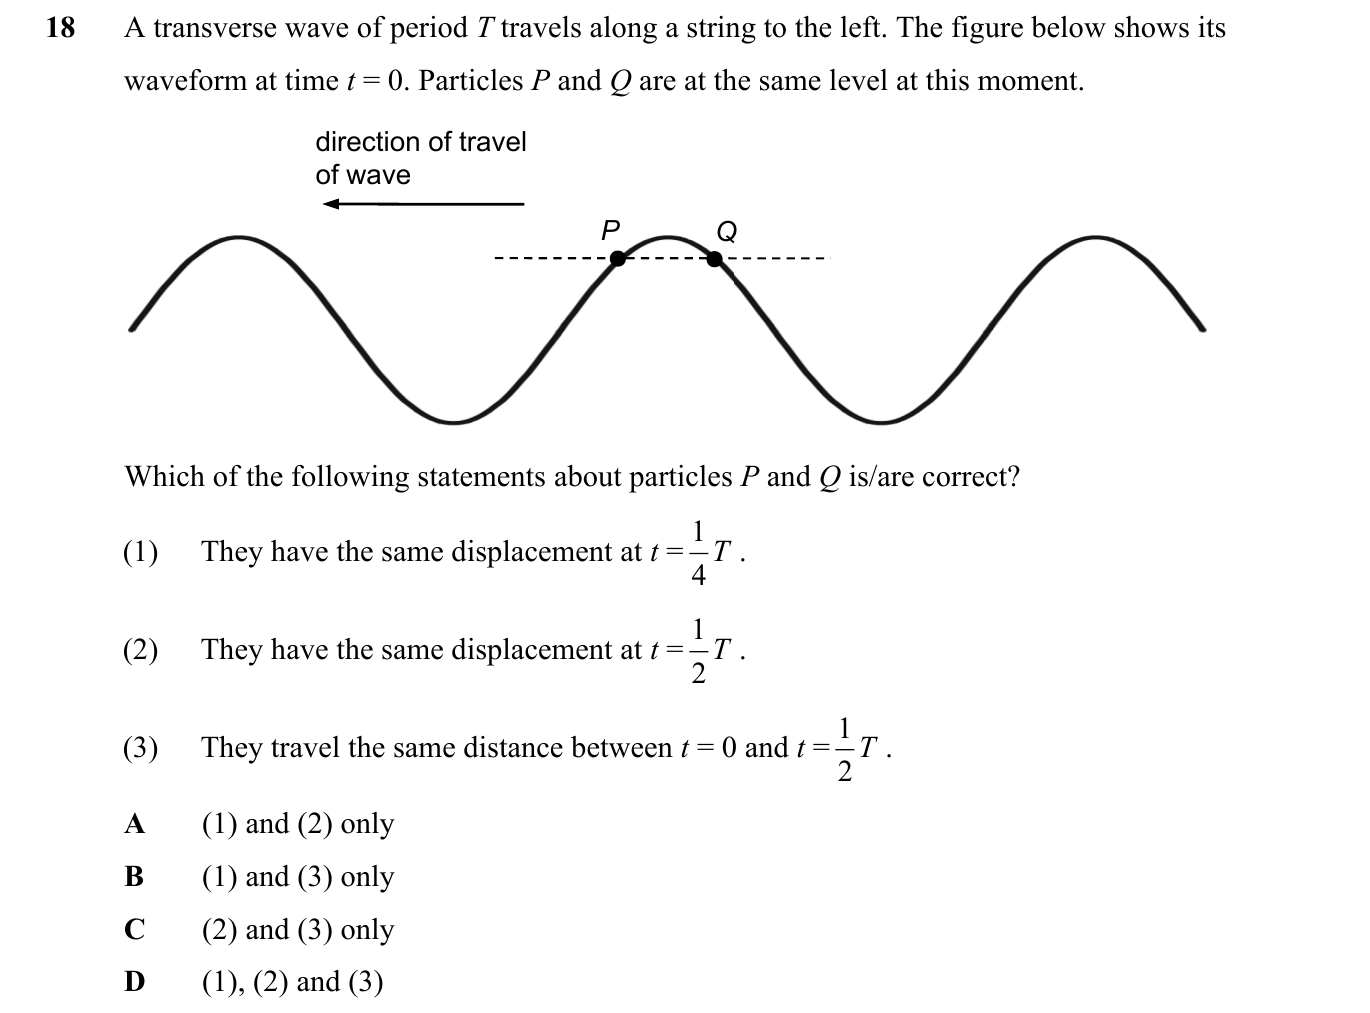 18 A transverse wave of period T travels along a string to the left. The figure below shows its
waveform at time t = 0. Particles P and Q are at the same level at this moment.
direction of travel
of wave
P Q
Which of the following statements about particles P and Q is/are correct?
(1) They have the same displacement at t = 1/4 T .
(2) They have the same displacement at t = 1/2 T .
(3) They travel the same distance between t = 0 and t = 1/2 T .
A (1) and (2) only
B (1) and (3) only
C (2) and (3) only
D (1), (2) and (3)